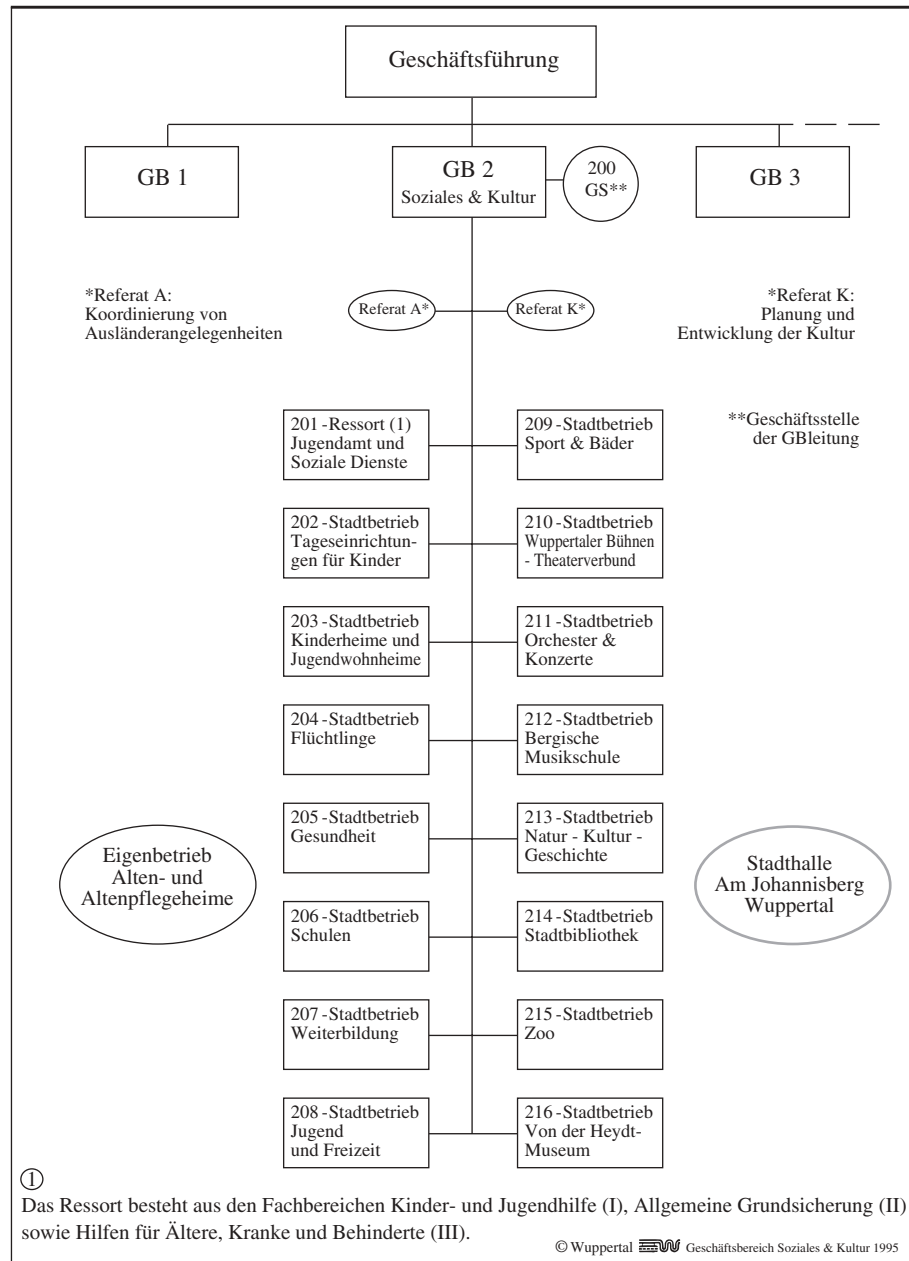 Geschäftsführung
GB 1
GB 2
Soziales & Kultur
200
GS**
GB 3
*Referat A:
Koordinierung von
Ausländerangelegenheiten
Referat A*
Referat K*
*Referat K:
Planung und
Entwicklung der Kultur
**Geschäftsstelle
der GBleitung
201-Ressort (1)
Jugendamt und
Soziale Dienste
209-Stadtbetrieb
Sport & Bäder
202-Stadtbetrieb
Tageseinrichtun-
gen für Kinder
210-Stadtbetrieb
Wuppertaler Bühnen
- Theaterverbund
203-Stadtbetrieb
Kinderheime und
Jugendwohnheime
211-Stadtbetrieb
Orchester &
Konzerte
204-Stadtbetrieb
Flüchtlinge
212-Stadtbetrieb
Bergische
Musikschule
205-Stadtbetrieb
Gesundheit
213-Stadtbetrieb
Natur - Kultur -
Geschichte
Eigenbetrieb
Alten- und
Altenpflegeheime
Stadthalle
Am Johannisberg
Wuppertal
206-Stadtbetrieb
Schulen
214-Stadtbetrieb
Stadtbibliothek
207-Stadtbetrieb
Weiterbildung
215-Stadtbetrieb
Zoo
208-Stadtbetrieb
Jugend
und Freizeit
216-Stadtbetrieb
Von der Heydt-
Museum
①
Das Ressort besteht aus den Fachbereichen Kinder- und Jugendhilfe (I), Allgemeine Grundsicherung (II)
sowie Hilfen für Ältere, Kranke und Behinderte (III).
© Wuppertal Geschäftsbereich Soziales & Kultur 1995